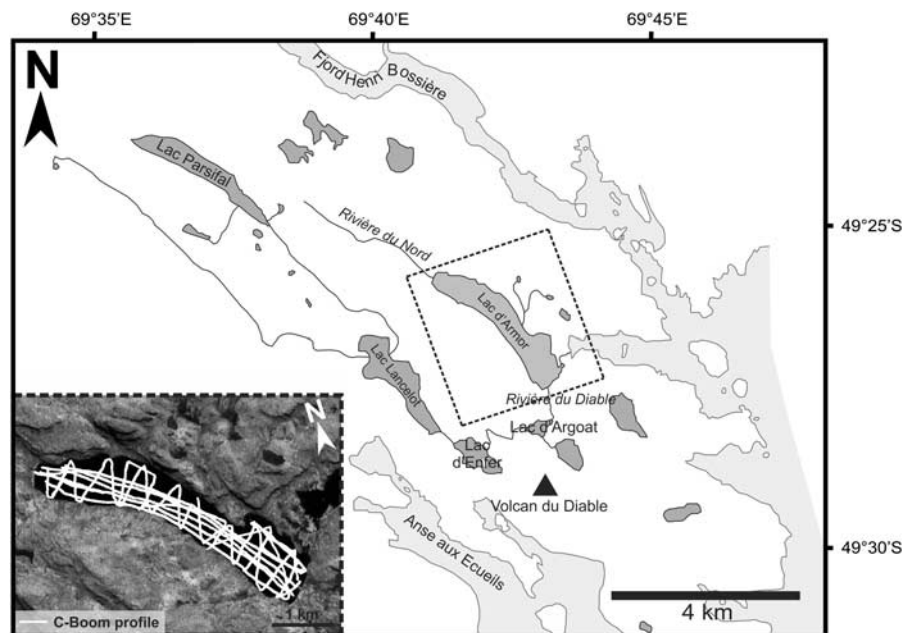 69°35'E
69°40'E
69°45'E
N
Fjord Henri Bossière
Lac Parsifal
Rivière du Nord
49°25'S
Lac d'Armor
Lac Lancelot
Rivière du Diable
Lac d'Argoat
Lac
d'Enfer
Volcan du Diable
Anse aux Ecueils
49°30'S
4 km
N
1 km
C-Boom profile